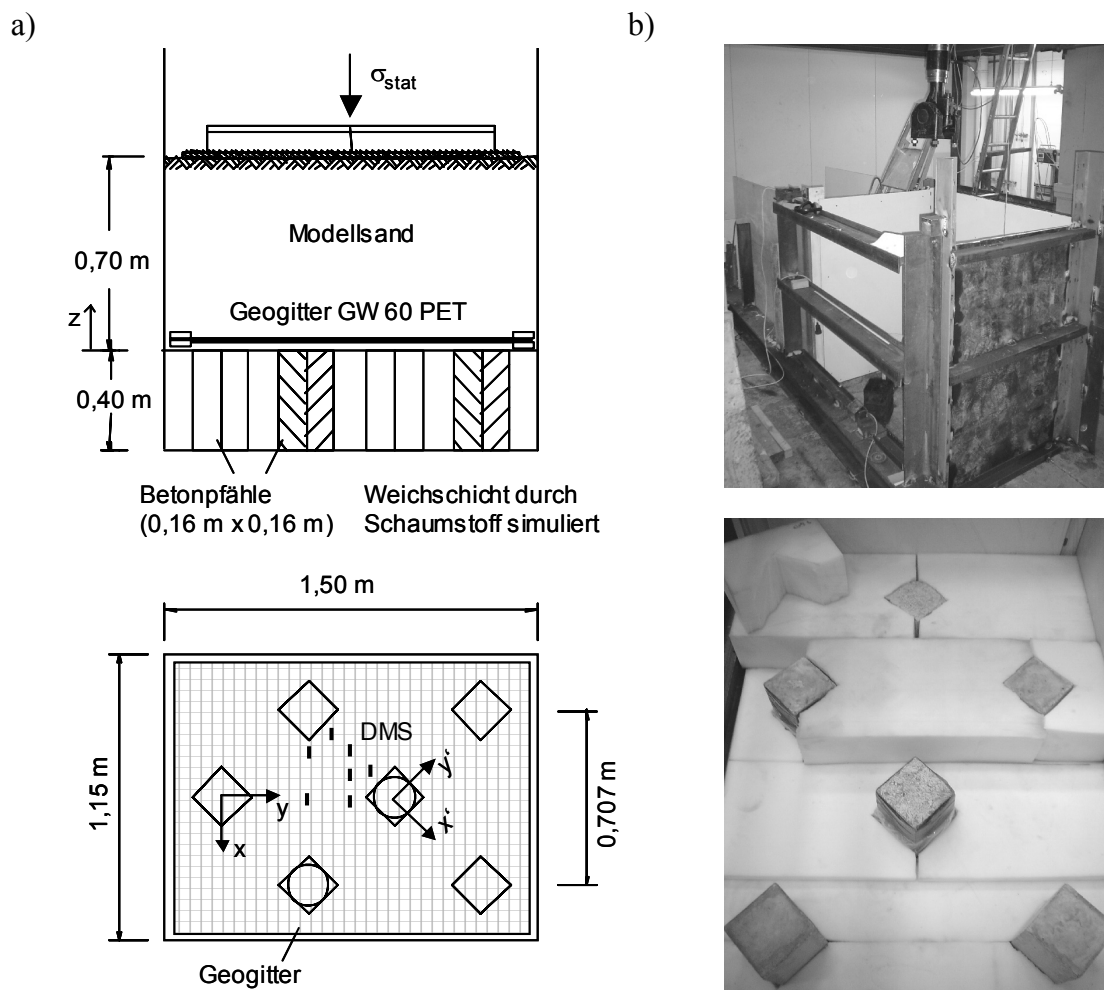 a)
b)
σstat
Modellsand
0,70 m
z
Geogitter GW 60 PET
0,40 m
Betonpfähle
(0,16 m x 0,16 m)
Weichschicht durch
Schaumstoff simuliert
1,50 m
DMS
1,15 m
y
x
y'
x'
0,707 m
Geogitter